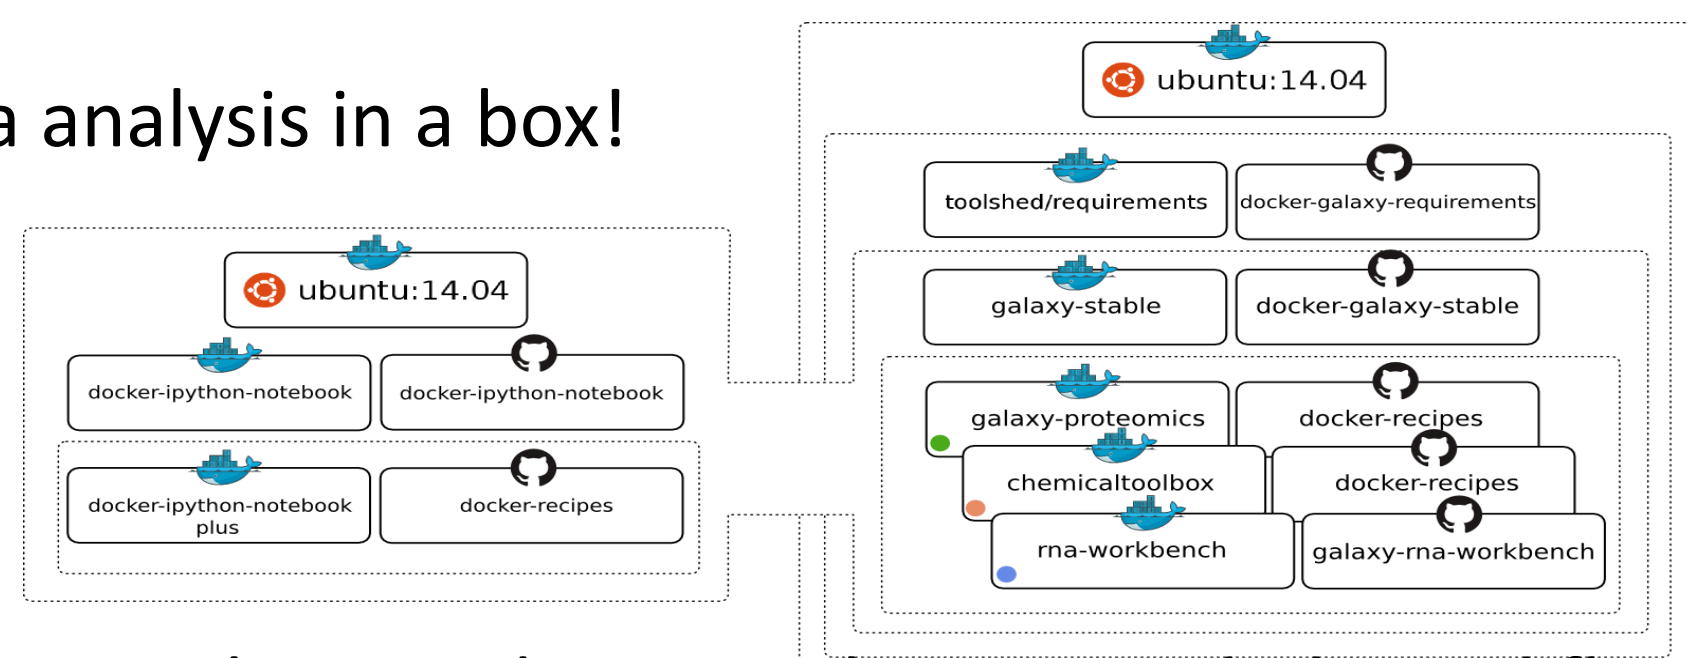 a analysis in a box!
ubuntu:14.04
docker-ipython-notebook
docker-ipython-notebook
docker-ipython-notebook
plus
docker-recipes
ubuntu:14.04
toolshed/requirements
docker-galaxy-requirements
galaxy-stable
docker-galaxy-stable
galaxy-proteomics
docker-recipes
chemicaltoolbox
docker-recipes
rna-workbench
galaxy-rna-workbench